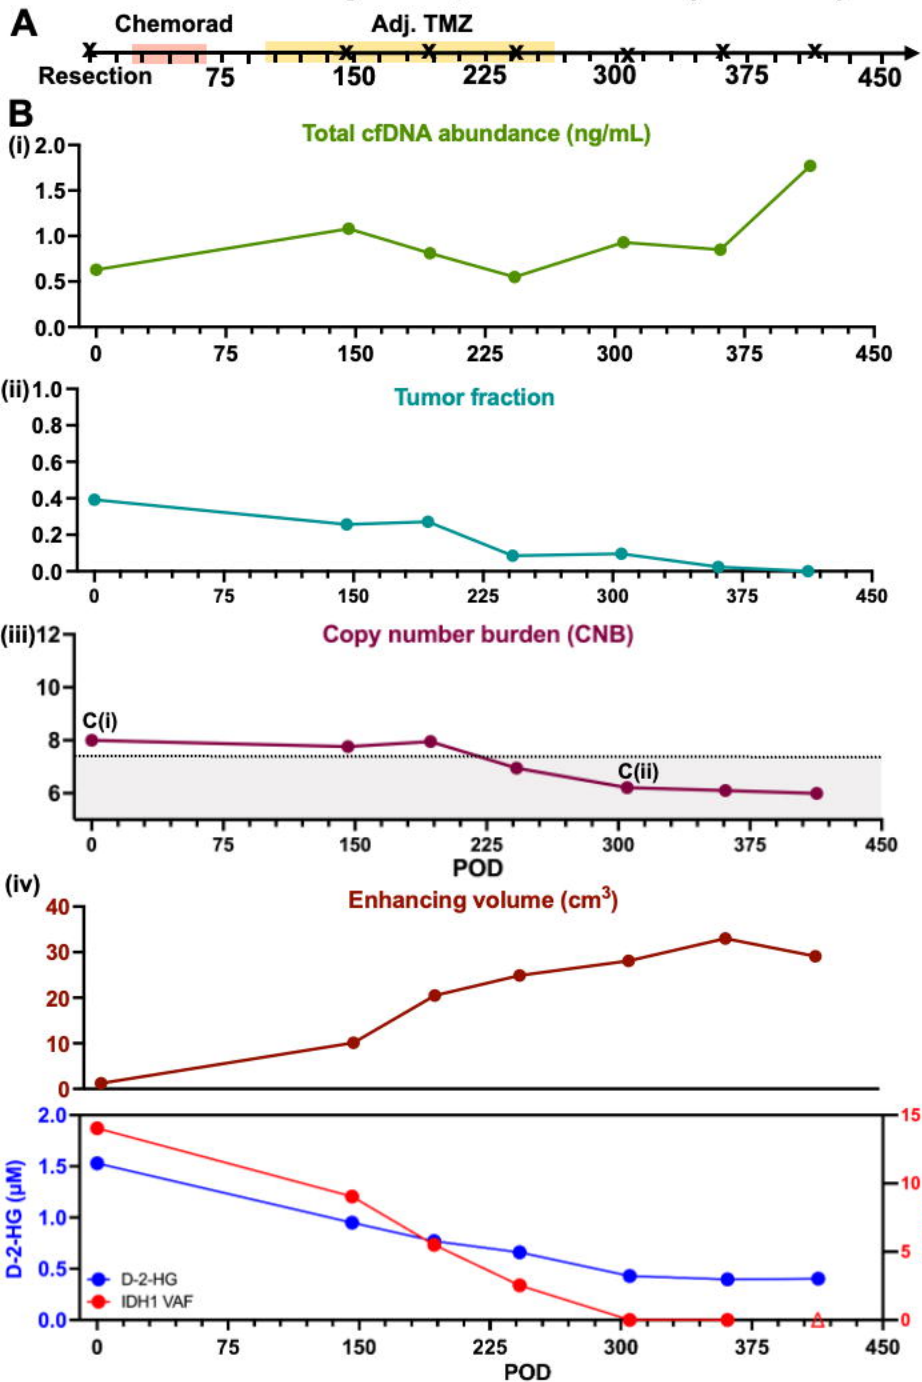 A
Chemorad
Adj. TMZ
x x x x x x x
Resection 75 150 225 300 375 450
B
(i)
Total cfDNA abundance (ng/mL)
2.0
1.5
1.0
0.5
0.0
0 75 150 225 300 375 450
(ii)
Tumor fraction
1.0
0.8
0.6
0.4
0.2
0.0
0 75 150 225 300 375 450
(iii)
Copy number burden (CNB)
12
10
C(i)
8
C(ii)
6
0 75 150 225 300 375 450
POD
(iv)
Enhancing volume (cm³)
40
30
20
10
0
2.0 15
1.5
10
1.0
5
0.5
0.0 0
D-2-HG (µM)
D-2-HG
IDH1 VAF
0 75 150 225 300 375 450
POD